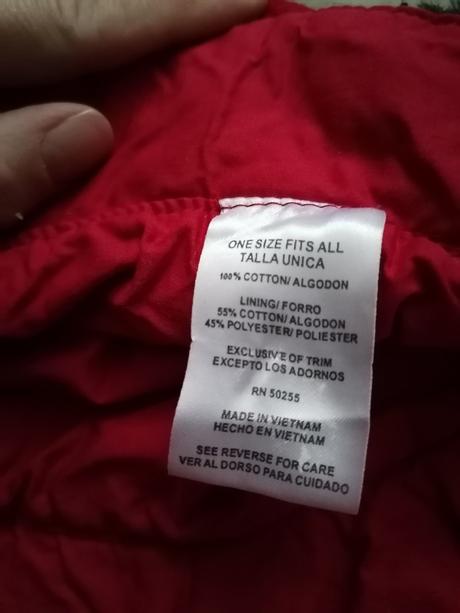 ONE SIZE FITS ALL
TALLA UNICA
100% COTTON/ ALGODON
LINING/ FORRO
55% COTTON/ ALGODON
45% POLYESTER/ POLIESTER
EXCLUSIVE OF TRIM
EXCEPTO LOS ADORNOS
RN 50255
MADE IN VIETNAM
HECHO EN VIETNAM
SEE REVERSE FOR CARE
VER AL DORSO PARA CUIDADO